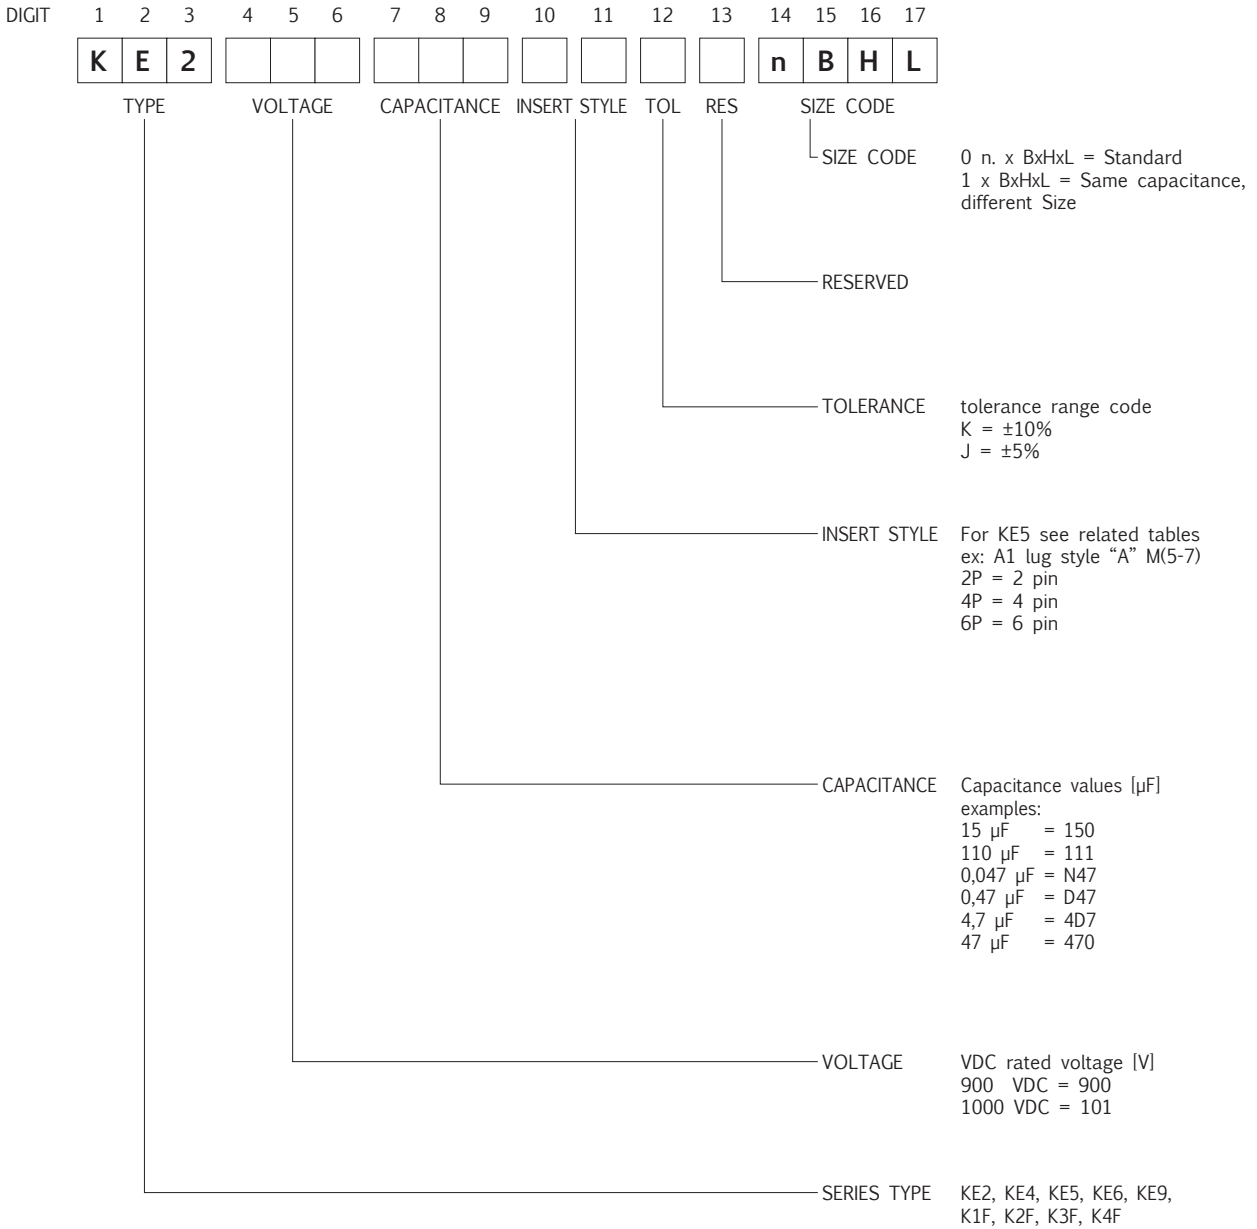 DIGIT 1 2 3 4 5 6 7 8 9 10 11 12 13 14 15 16 17
K E 2 n B H L
TYPE VOLTAGE CAPACITANCE INSERT STYLE TOL RES SIZE CODE
SIZE CODE 0 n. x BxHxL = Standard
1 x BxHxL = Same capacitance,
different Size
RESERVED
TOLERANCE tolerance range code
K = ±10%
J = ±5%
INSERT STYLE For KE5 see related tables
ex: A1 lug style “A” M(5-7)
2P = 2 pin
4P = 4 pin
6P = 6 pin
CAPACITANCE Capacitance values [µF]
examples:
15 µF = 150
110 µF = 111
0,047 µF = N47
0,47 µF = D47
4,7 µF = 4D7
47 µF = 470
VOLTAGE VDC rated voltage [V]
900 VDC = 900
1000 VDC = 101
SERIES TYPE KE2, KE4, KE5, KE6, KE9,
K1F, K2F, K3F, K4F